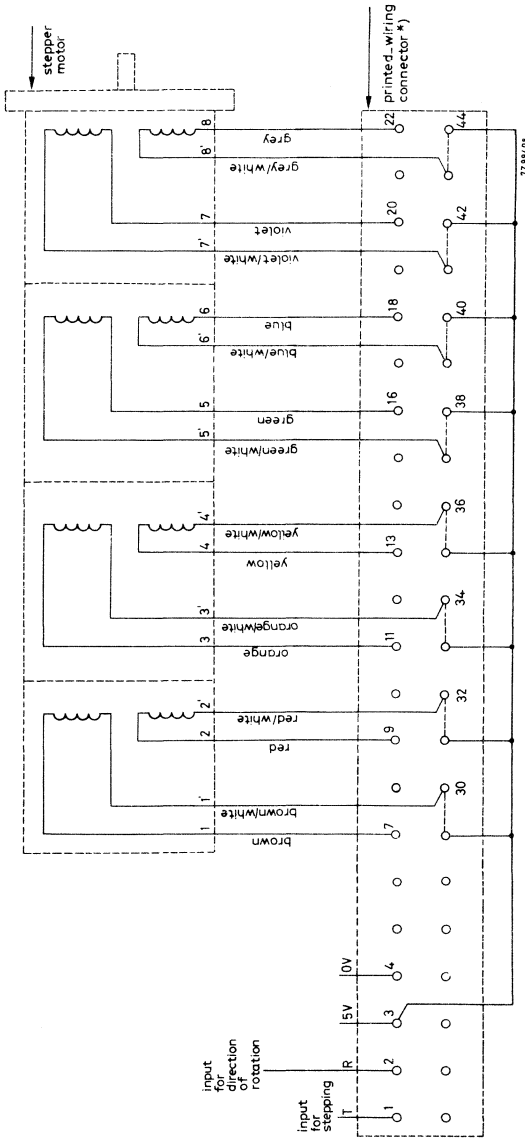 stepper
motor
printed-wiring
connector *)
8
8'
7
7'
6
6'
5
5'
4'
4
3'
3
2'
2
1'
1
grey
grey/white
violet
violet/white
blue
blue/white
green
green/white
yellow/white
yellow
orange/white
orange
red/white
red
brown/white
brown
22
20
18
16
13
11
9
7
4
3
2
1
44
42
40
38
36
34
32
30
0V
5V
R
T
input
for
direction
of
rotation
input
for
stepping